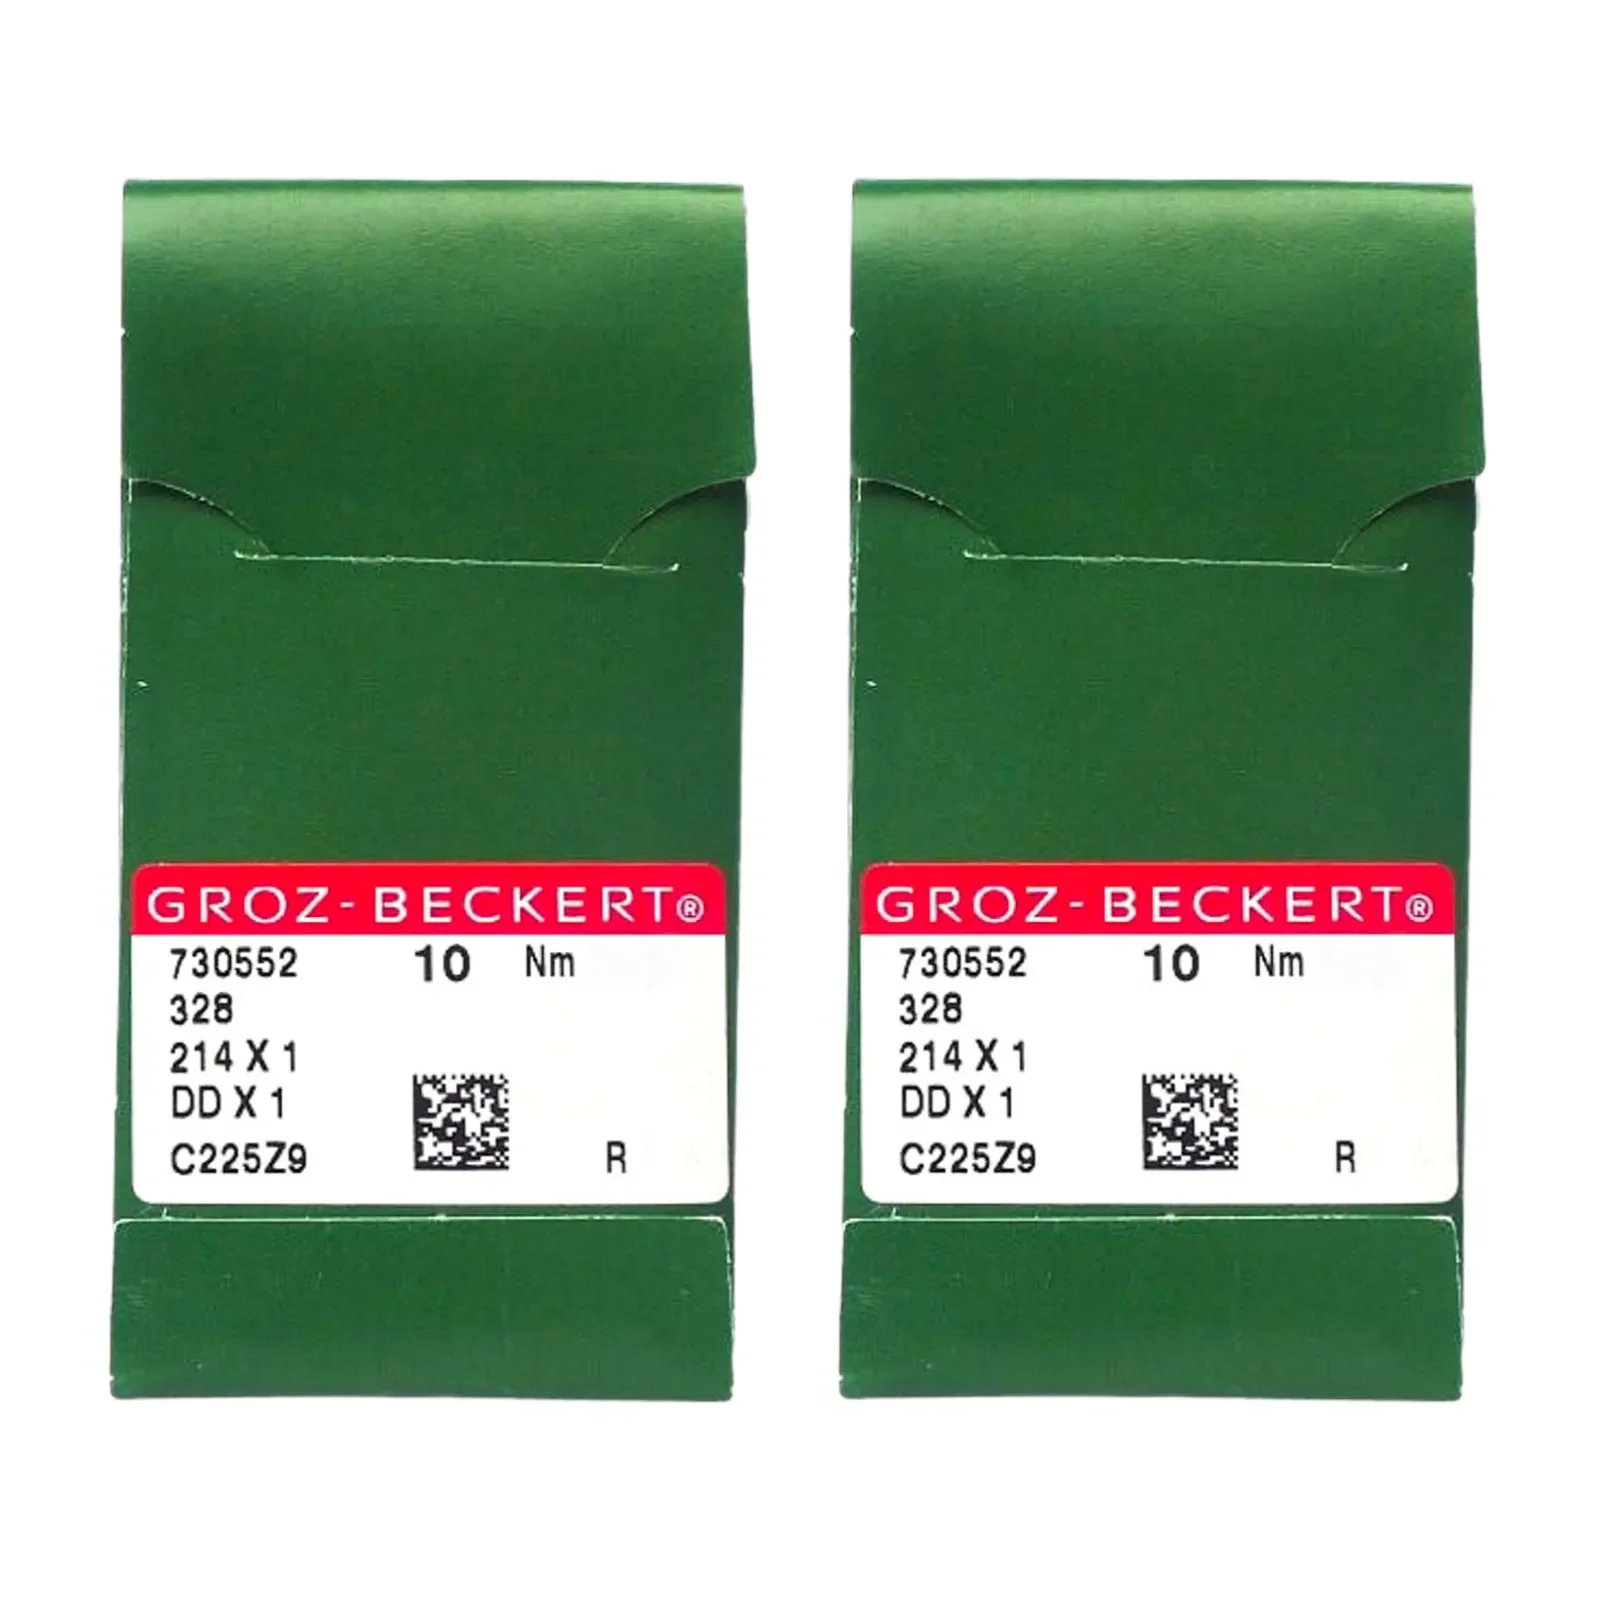 GROZ-BECKERT®
730552 10 Nm
328
214 X 1
DD X 1
C225Z9 R
GROZ-BECKERT®
730552 10 Nm
328
214 X 1
DD X 1
C225Z9 R